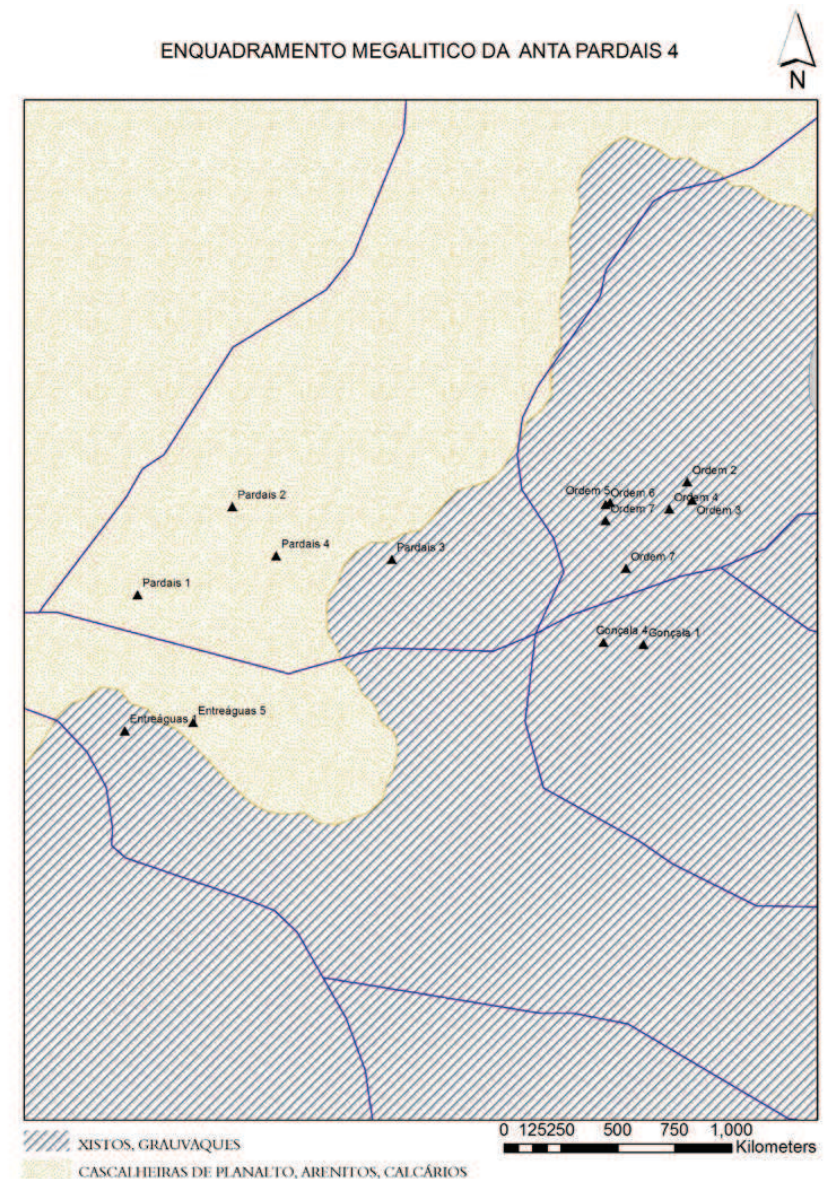 ENQUADRAMENTO MEGALITICO DA ANTA PARDAIS 4
N
Ordem 2
Pardais 2
Ordem 5
Ordem 6
Ordem 4
Ordem 3
Ordem 7
Pardais 4
Pardais 3
Ordem 7
Pardais 1
Gonçala 4
Gonçala 1
Entreáguas 5
Entreáguas 4
0 125250 500 750 1,000
Kilometers
XISTOS, GRAUVAQUES
CASCALHEIRAS DE PLANALTO, ARENITOS, CALCÁRIOS